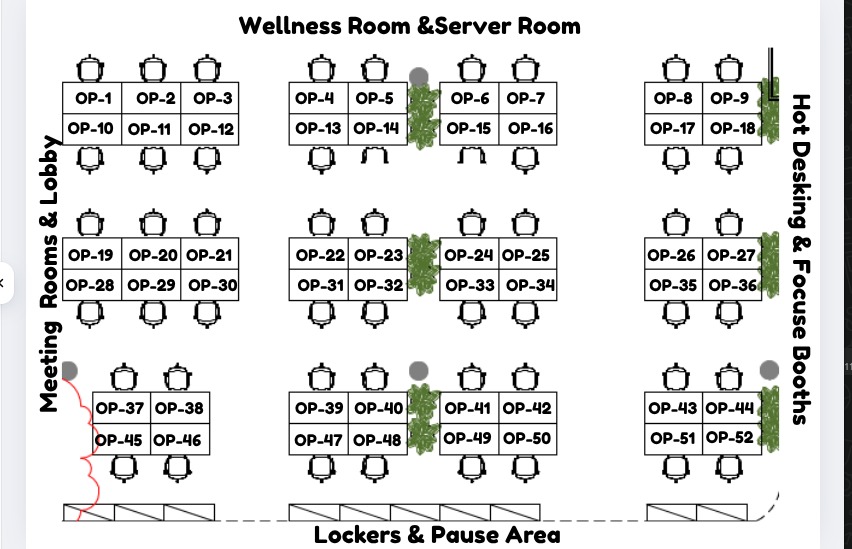 Wellness Room &Server Room
OP-1 OP-2 OP-3 OP-4 OP-5 OP-6 OP-7 OP-8 OP-9
OP-10 OP-11 OP-12 OP-13 OP-14 OP-15 OP-16 OP-17 OP-18
Meeting Rooms & Lobby
Hot Desking & Focuse Booths
OP-19 OP-20 OP-21 OP-22 OP-23 OP-24 OP-25 OP-26 OP-27
OP-28 OP-29 OP-30 OP-31 OP-32 OP-33 OP-34 OP-35 OP-36
OP-37 OP-38 OP-39 OP-40 OP-41 OP-42 OP-43 OP-44
OP-45 OP-46 OP-47 OP-48 OP-49 OP-50 OP-51 OP-52
Lockers & Pause Area